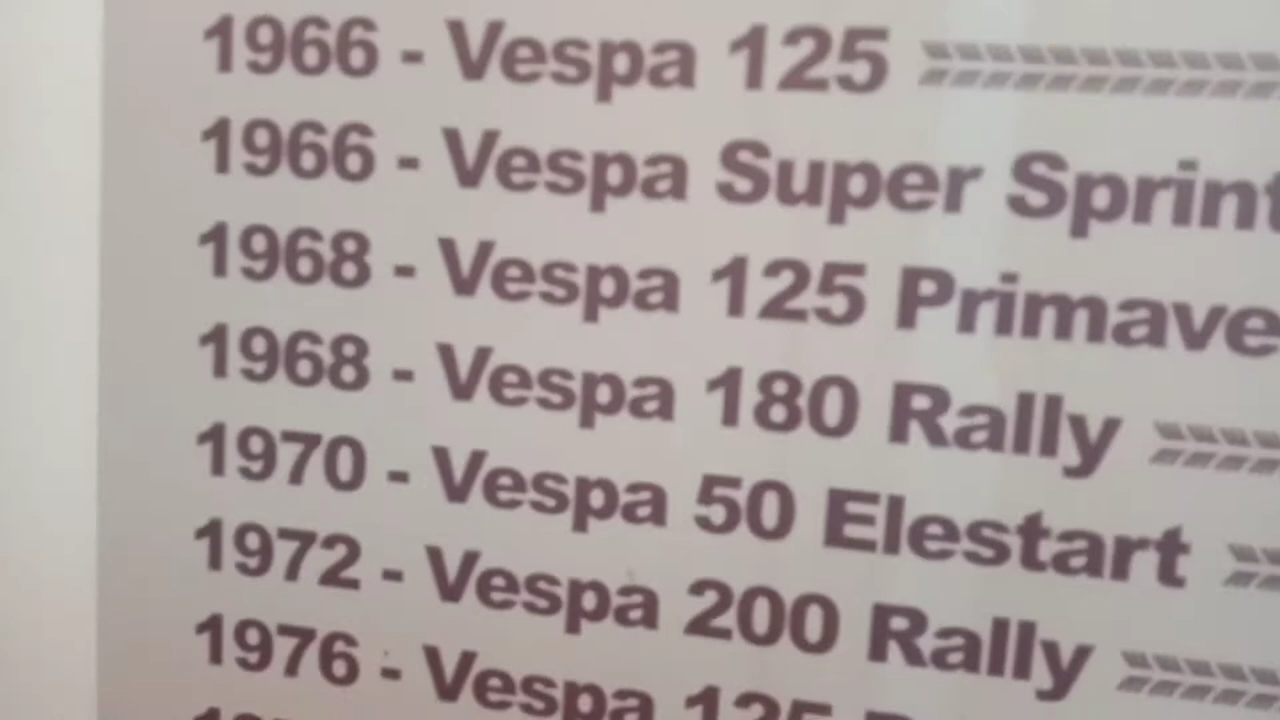 1966 - Vespa 125
1966 - Vespa Super Sprint
1968 - Vespa 125 Primave
1968 - Vespa 180 Rally
1970 - Vespa 50 Elestart
1972 - Vespa 200 Rally
1976 - Vespa 125